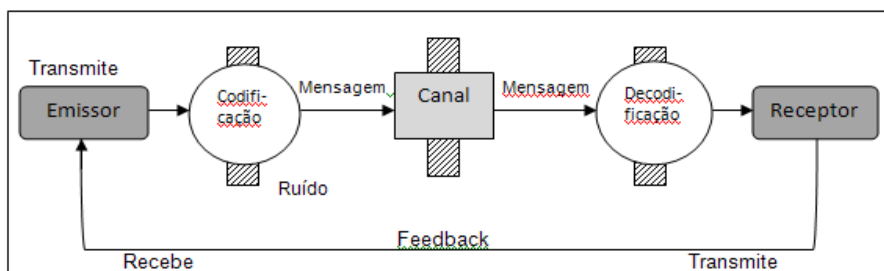 Transmite
Emissor
Codifi-
cação
Mensagem
Canal
Mensagem
Decodi-
ficação
Receptor
Ruído
Feedback
Recebe
Transmite